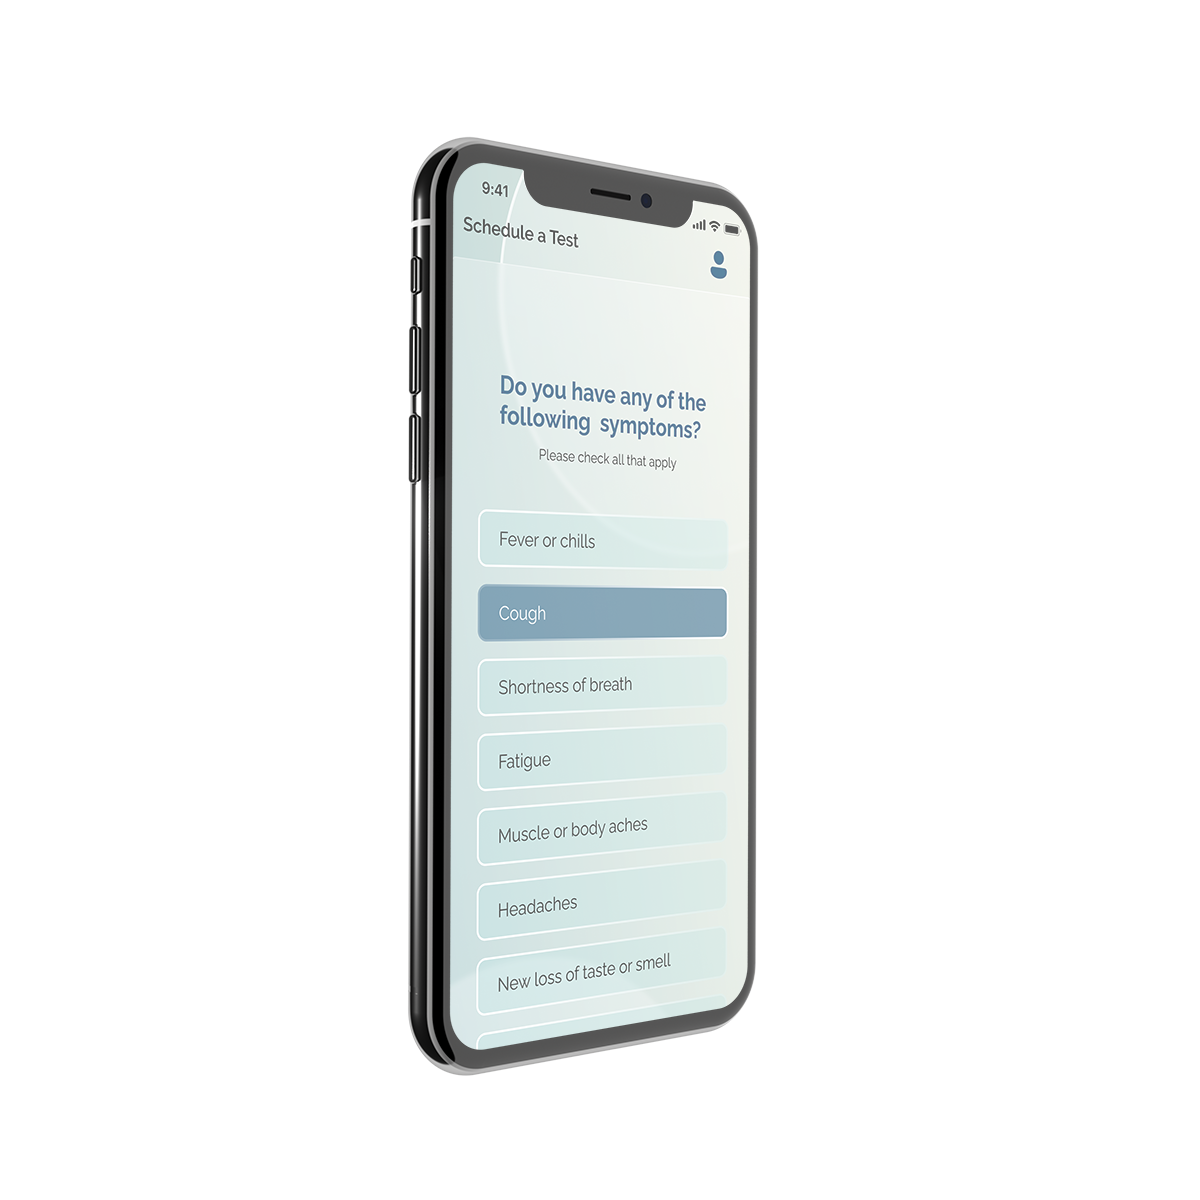 9:41
Schedule a Test
Do you have any of the
following symptoms?
Please check all that apply
Fever or chills
Cough
Shortness of breath
Fatigue
Muscle or body aches
Headaches
New loss of taste or smell